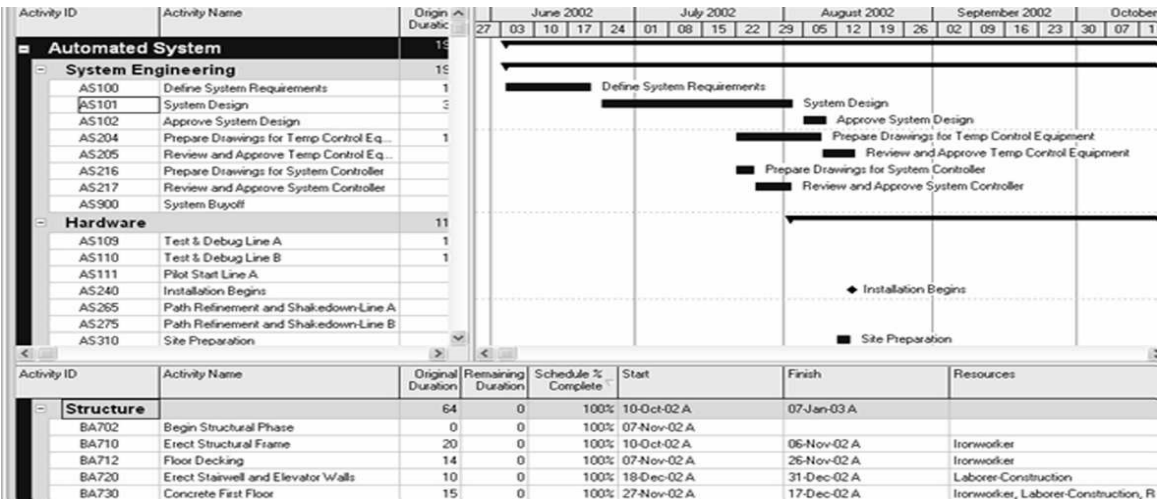 Activity ID Activity Name Origin Duratic June 2002 July 2002 August 2002 September 2002 October
27 03 10 17 24 01 08 15 22 29 05 12 19 26 02 09 16 23 30 07 1
Automated System 19
System Engineering 19
AS100 Define System Requirements 1 Define System Requirements
AS101 System Design 3 System Design
AS102 Approve System Design Approve System Design
AS204 Prepare Drawings for Temp Control Eq... 1 Prepare Drawings for Temp Control Equipment
AS205 Review and Approve Temp Control Eq... Review and Approve Temp Control Equipment
AS216 Prepare Drawings for System Controller Prepare Drawings for System Controller
AS217 Review and Approve System Controller Review and Approve System Controller
AS900 System Buyoff
Hardware 11
AS109 Test & Debug Line A 1
AS110 Test & Debug Line B 1
AS111 Pilot Start Line A
AS240 Installation Begins Installation Begins
AS265 Path Refinement and Shakedown-Line A
AS275 Path Refinement and Shakedown-Line B
AS310 Site Preparation Site Preparation
Activity ID Activity Name Original Duration Remaining Duration Schedule % Complete Start Finish Resources
Structure 64 0 100% 10-Oct-02 A 07-Jan-03 A
BA702 Begin Structural Phase 0 0 100% 07-Nov-02 A
BA710 Erect Structural Frame 20 0 100% 10-Oct-02 A 06-Nov-02 A Ironworker
BA712 Floor Decking 14 0 100% 07-Nov-02 A 26-Nov-02 A Ironworker
BA720 Erect Stairwell and Elevator Walls 10 0 100% 18-Dec-02 A 31-Dec-02 A Laborer-Construction
BA730 Concrete First Floor 15 0 100% 27-Nov-02 A 17-Dec-02 A Ironworker, Laborer-Construction, R